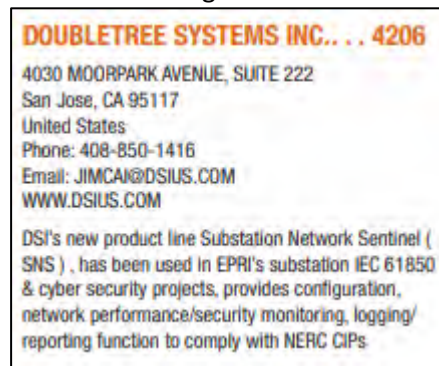 DOUBLETREE SYSTEMS INC.. . . 4206
4030 MOORPARK AVENUE, SUITE 222
San Jose, CA 95117
United States
Phone: 408-850-1416
Email: JIMCAI@DSIUS.COM
WWW.DSIUS.COM
DSI's new product line Substation Network Sentinel (
SNS ) , has been used in EPRI's substation IEC 61850
& cyber security projects, provides configuration,
network performance/security monitoring, logging/
reporting function to comply with NERC CIPs